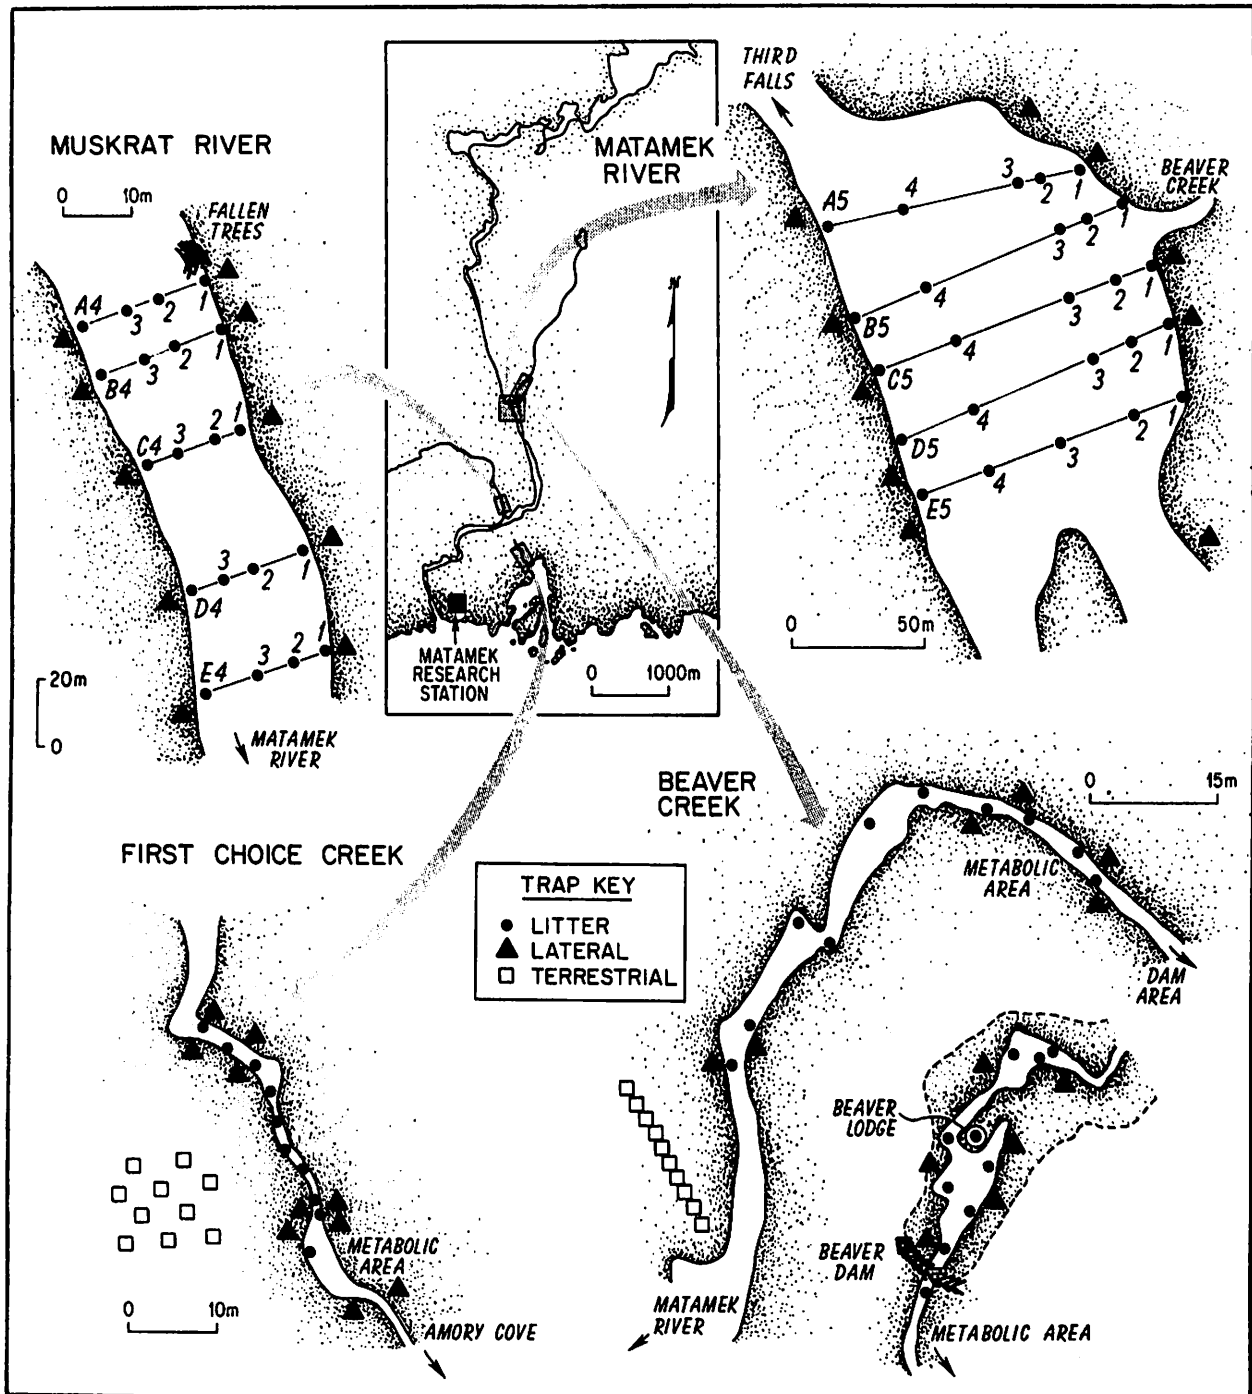 MUSKRAT RIVER
0 10m
FALLEN
TREES
A4 3 2 1
B4 3 2 1
C4 3 2 1
D4 3 2 1
E4 3 2 1
20m
0
MATAMEK
RIVER
N
MATAMEK
RESEARCH
STATION
0 1000m
MATAMEK
RIVER
THIRD
FALLS
BEAVER
CREEK
A5 4 3 2 1
B5 4 3 2 1
C5 4 3 2 1
D5 4 3 2 1
E5 4 3 2 1
0 50m
FIRST CHOICE CREEK
METABOLIC
AREA
0 10m
AMORY COVE
TRAP KEY
LITTER
LATERAL
TERRESTRIAL
BEAVER
CREEK
0 15m
METABOLIC
AREA
DAM
AREA
BEAVER
LODGE
BEAVER
DAM
MATAMEK
RIVER
METABOLIC AREA